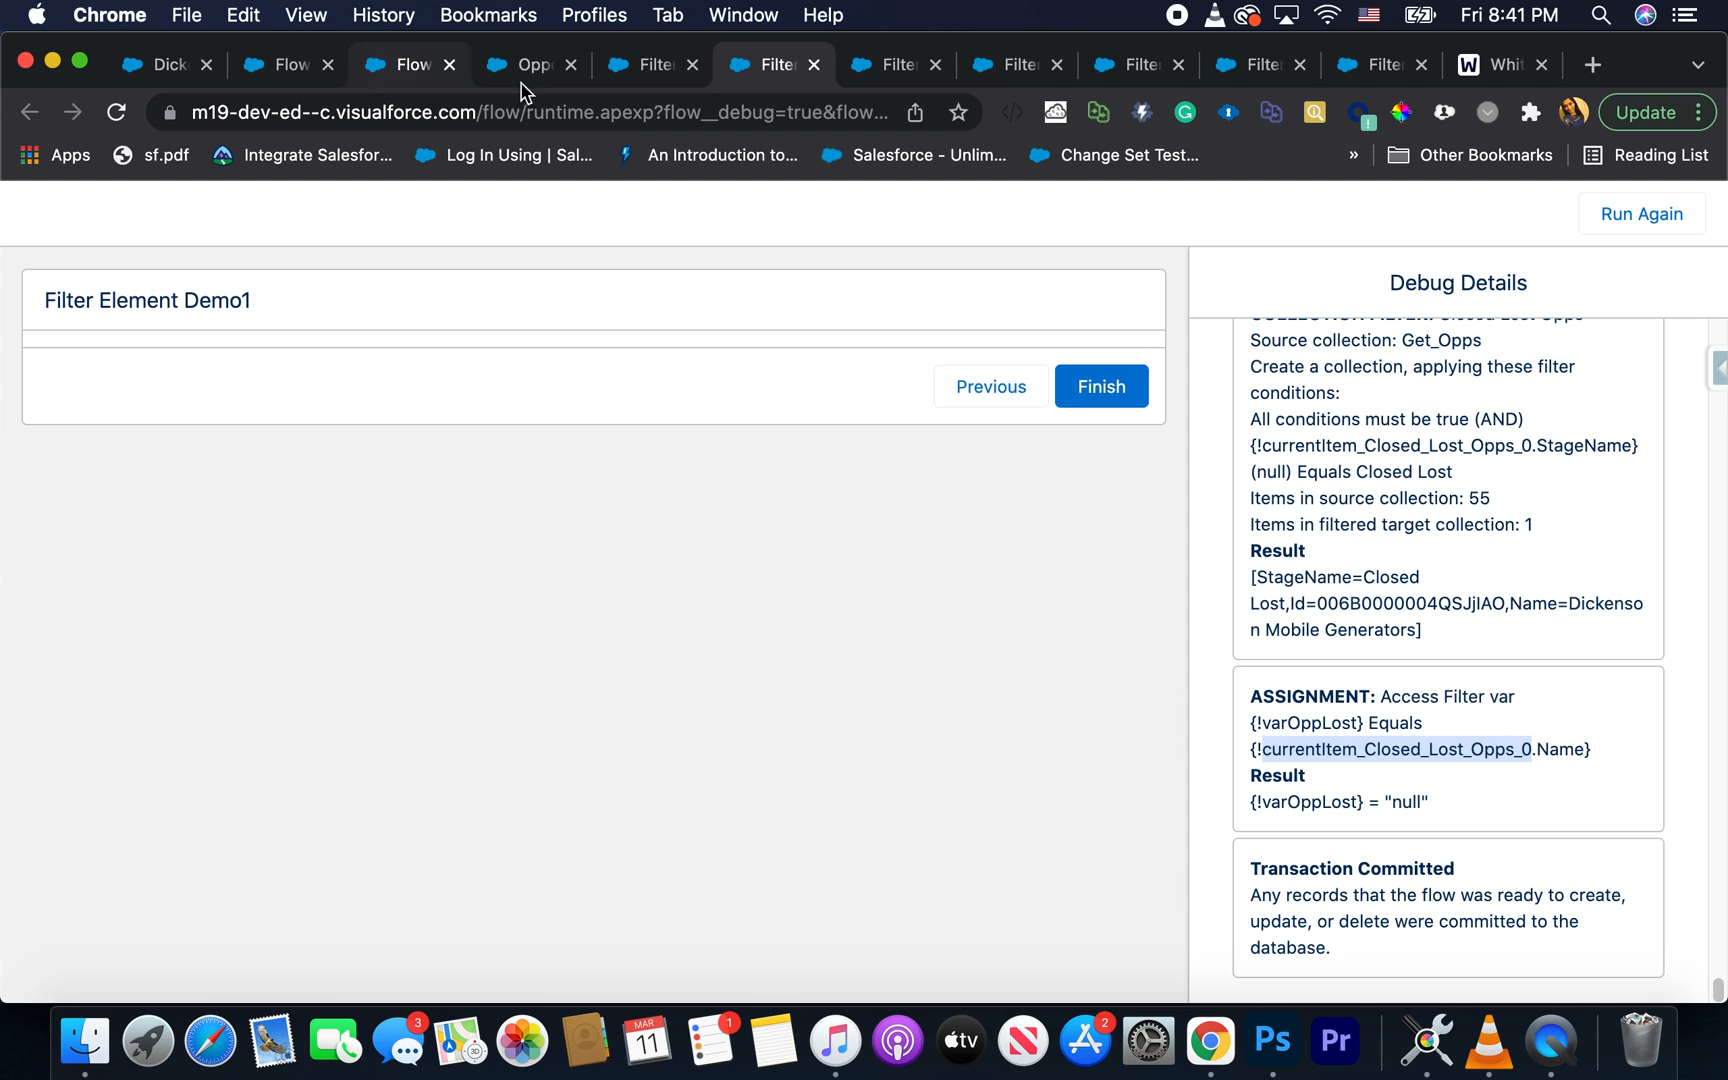 Chrome File Edit View History Bookmarks Profiles Tab Window Help Fri 8:41 PM
Dick Flow Flow Opp Filte Filte Filte Filte Filte Filte Filte W Whit
m19-dev-ed--c.visualforce.com/flow/runtime.apexp?flow__debug=true&flow... Update
Apps sf.pdf Integrate Salesfor... Log In Using | Sal... An Introduction to... Salesforce - Unlim... Change Set Test... » Other Bookmarks Reading List
Run Again
Filter Element Demo1
Previous Finish
Debug Details
Source collection: Get_Opps
Create a collection, applying these filter
conditions:
All conditions must be true (AND)
{!currentItem_Closed_Lost_Opps_0.StageName}
(null) Equals Closed Lost
Items in source collection: 55
Items in filtered target collection: 1
Result
[StageName=Closed
Lost,Id=006B0000004QSJjIAO,Name=Dickenso
n Mobile Generators]
ASSIGNMENT: Access Filter var
{!varOppLost} Equals
{!currentItem_Closed_Lost_Opps_0.Name}
Result
{!varOppLost} = "null"
Transaction Committed
Any records that the flow was ready to create,
update, or delete were committed to the
database.
3 MAR 11 1 tv 2 Ps Pr